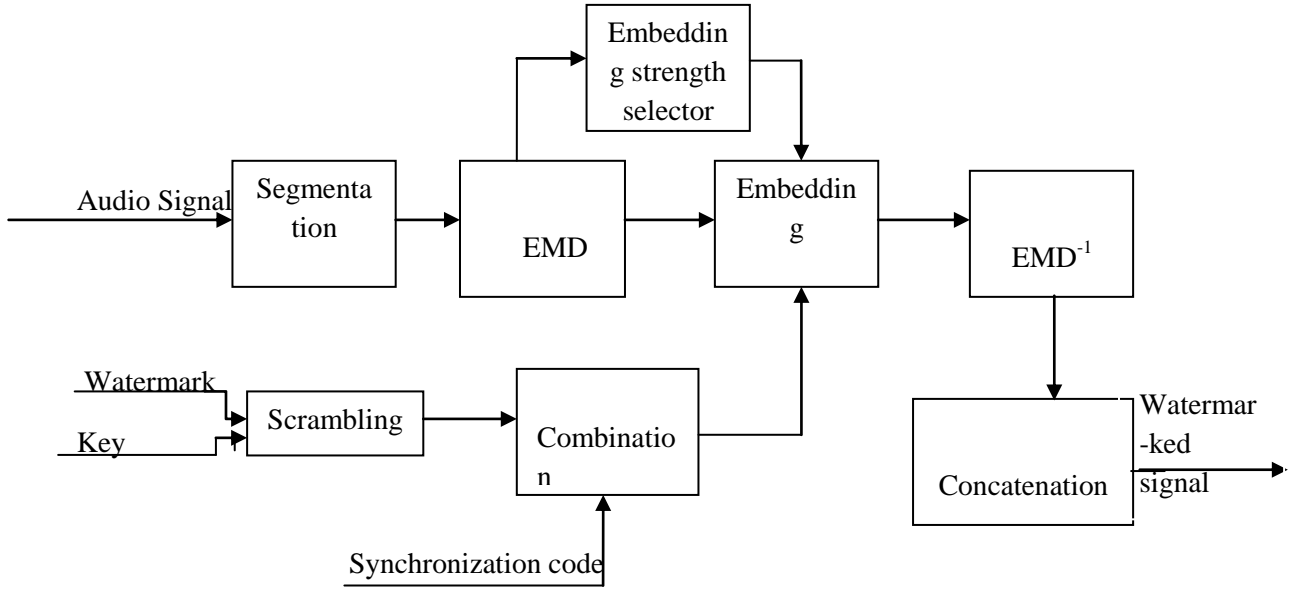 Embeddin
g strength
selector
Audio Signal
Segmenta
tion
EMD
Embeddin
g
EMD-1
Watermark
Key
Scrambling
Combinatio
n
Synchronization code
Concatenation
Watermar
-ked
signal